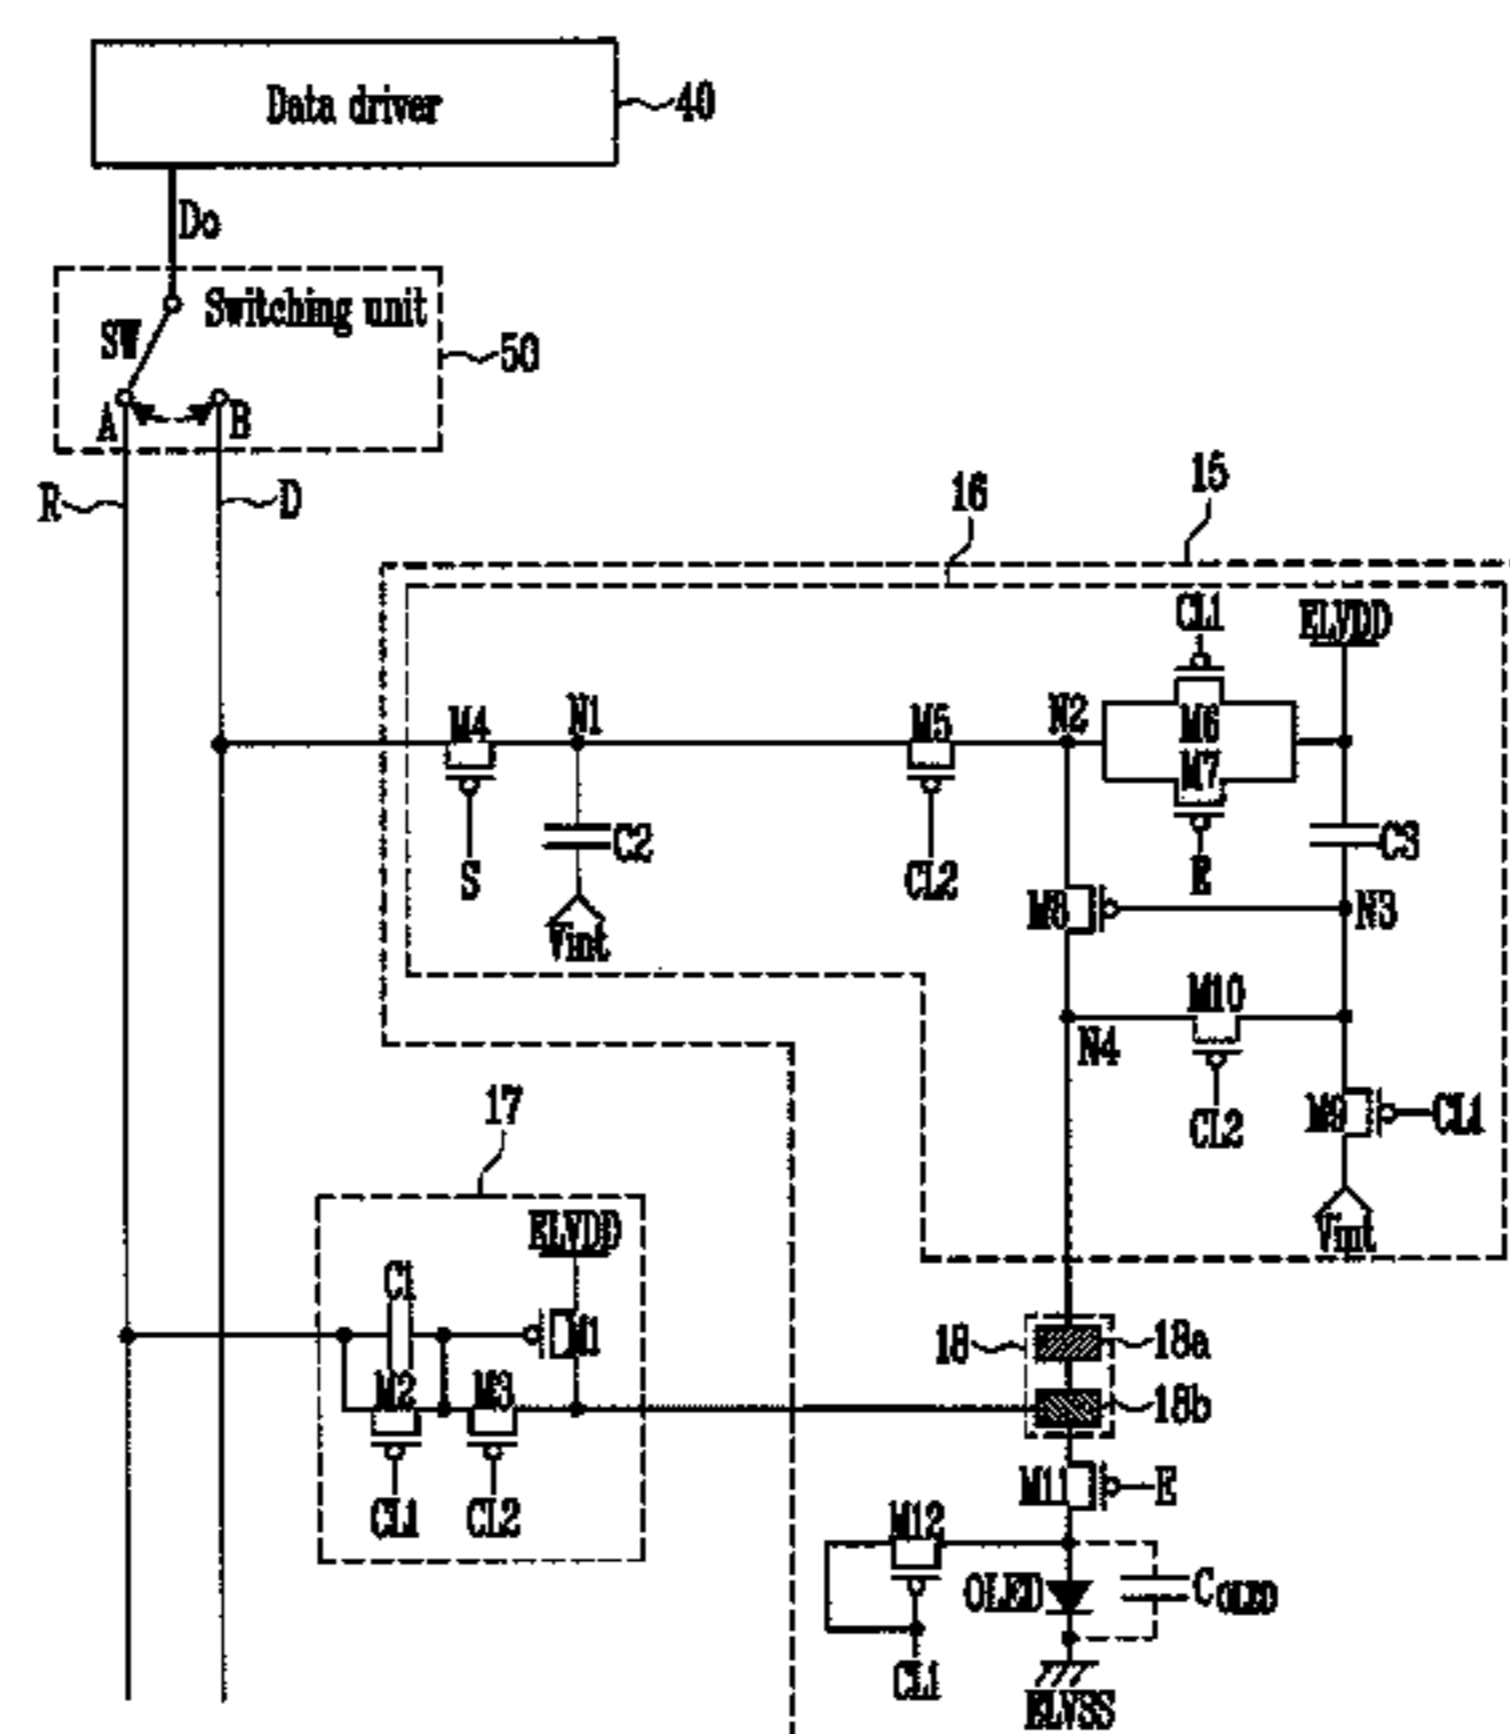 Data driver
40
Do
Switching unit
SW
50
A
B
R
D
16
15
CL1
ELVDD
M4
N1
M5
N2
M6
M7
C2
C3
S
CL2
E
Vint
M8
N3
M10
N4
CL2
M9
CL1
Vint
17
ELVDD
C1
M1
M2
M3
CL1
CL2
18
18a
18b
M11
E
M12
OLED
COLED
CL1
ELVSS